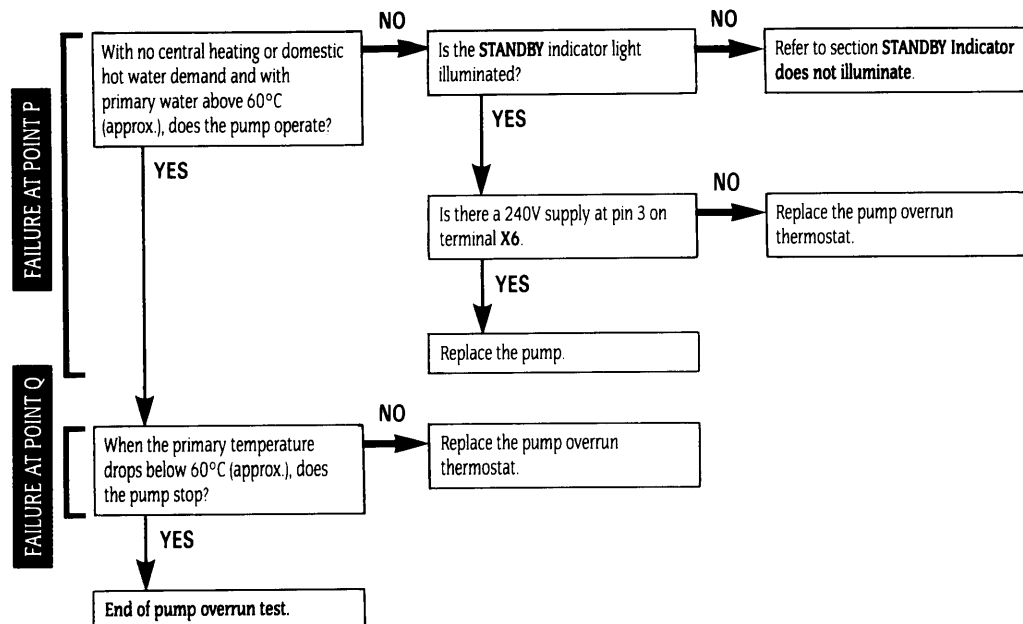 FAILURE AT POINT P
With no central heating or domestic
hot water demand and with
primary water above 60°C
(approx.), does the pump operate?
NO
Is the STANDBY indicator light
illuminated?
NO
Refer to section STANDBY Indicator
does not illuminate.
YES
YES
Is there a 240V supply at pin 3 on
terminal X6.
NO
Replace the pump overrun
thermostat.
YES
Replace the pump.
FAILURE AT POINT Q
When the primary temperature
drops below 60°C (approx.), does
the pump stop?
NO
Replace the pump overrun
thermostat.
YES
End of pump overrun test.